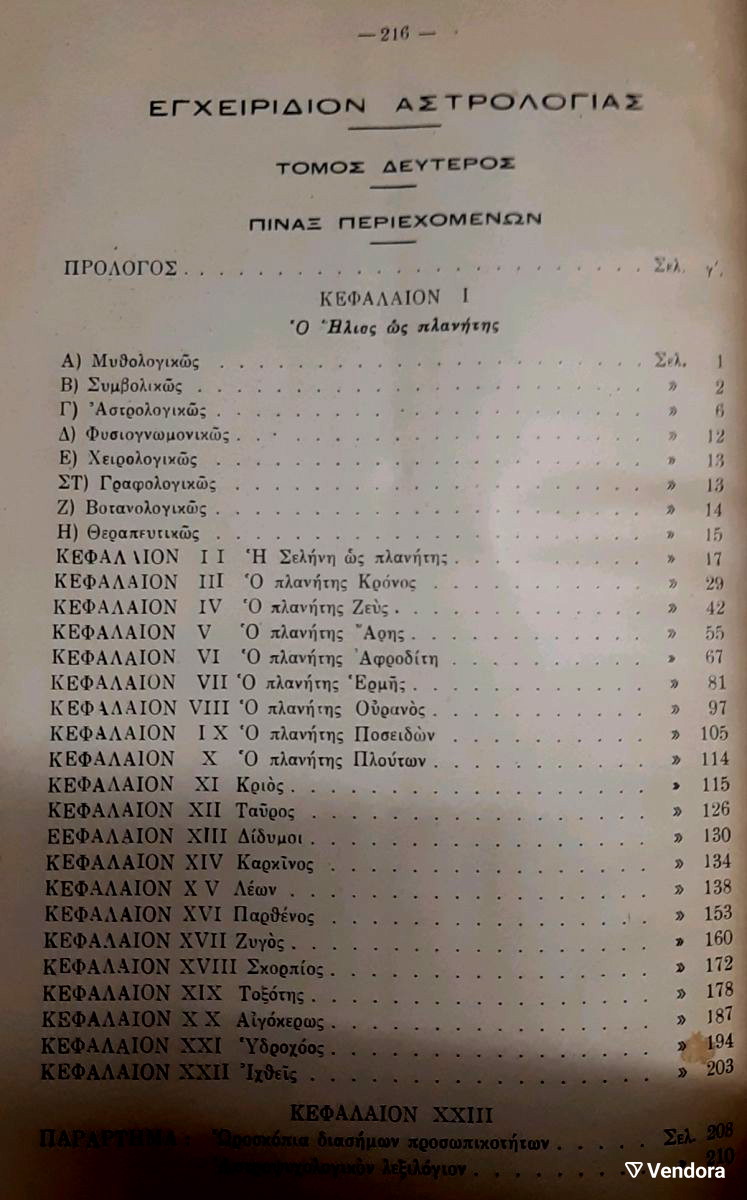 — 216 —
ΕΓΧΕΙΡΙΔΙΟΝ ΑΣΤΡΟΛΟΓΙΑΣ
ΤΟΜΟΣ ΔΕΥΤΕΡΟΣ
ΠΙΝΑΞ ΠΕΡΙΕΧΟΜΕΝΩΝ
ΠΡΟΛΟΓΟΣ . . . . . . . . . . . . . . . . Σελ. γ'.
ΚΕΦΑΛΑΙΟΝ I
Ὁ Ἥλιος ὡς πλανήτης
Α) Μυθολογικῶς . . . . . . . . . . . . . . . . Σελ. 1
Β) Συμβολικῶς . . . . . . . . . . . . . . . . » 2
Γ) Ἀστρολογικῶς . . . . . . . . . . . . . . . . » 6
Δ) Φυσιογνωμονικῶς . . . . . . . . . . . . . . . . » 12
Ε) Χειρολογικῶς . . . . . . . . . . . . . . . . » 13
ΣΤ) Γραφολογικῶς . . . . . . . . . . . . . . . . » 13
Ζ) Βοτανολογικῶς . . . . . . . . . . . . . . . . » 14
Η) Θεραπευτικῶς . . . . . . . . . . . . . . . . » 15
ΚΕΦΑΛΑΙΟΝ II Ἡ Σελήνη ὡς πλανήτης . . . . . . . . . . » 17
ΚΕΦΑΛΑΙΟΝ III Ὁ πλανήτης Κρόνος . . . . . . . . . . » 29
ΚΕΦΑΛΑΙΟΝ IV Ὁ πλανήτης Ζεὺς . . . . . . . . . . » 42
ΚΕΦΑΛΑΙΟΝ V Ὁ πλανήτης Ἄρης . . . . . . . . . . » 55
ΚΕΦΑΛΑΙΟΝ VI Ὁ πλανήτης Ἀφροδίτη . . . . . . . . . . » 67
ΚΕΦΑΛΑΙΟΝ VII Ὁ πλανήτης Ἑρμῆς . . . . . . . . . . » 81
ΚΕΦΑΛΑΙΟΝ VIII Ὁ πλανήτης Οὐρανὸς . . . . . . . . . . » 97
ΚΕΦΑΛΑΙΟΝ IX Ὁ πλανήτης Ποσειδὼν . . . . . . . . . . » 105
ΚΕΦΑΛΑΙΟΝ X Ὁ πλανήτης Πλούτων . . . . . . . . . . » 114
ΚΕΦΑΛΑΙΟΝ XI Κριὸς . . . . . . . . . . . . . . » 115
ΚΕΦΑΛΑΙΟΝ XII Ταῦρος . . . . . . . . . . . . . . » 126
ΕΕΦΑΛΑΙΟΝ XIII Δίδυμοι . . . . . . . . . . . . . . » 130
ΚΕΦΑΛΑΙΟΝ XIV Καρκῖνος . . . . . . . . . . . . . . » 134
ΚΕΦΑΛΑΙΟΝ XV Λέων . . . . . . . . . . . . . . » 138
ΚΕΦΑΛΑΙΟΝ XVI Παρθένος . . . . . . . . . . . . . . » 153
ΚΕΦΑΛΑΙΟΝ XVII Ζυγὸς . . . . . . . . . . . . . . » 160
ΚΕΦΑΛΑΙΟΝ XVIII Σκορπίος . . . . . . . . . . . . . » 172
ΚΕΦΑΛΑΙΟΝ XIX Τοξότης . . . . . . . . . . . . . » 178
ΚΕΦΑΛΑΙΟΝ XX Αἰγόκερως . . . . . . . . . . . . . » 187
ΚΕΦΑΛΑΙΟΝ XXI Ὑδροχόος . . . . . . . . . . . . . » 194
ΚΕΦΑΛΑΙΟΝ XXII Ἰχθεῖς . . . . . . . . . . . . . » 203
ΚΕΦΑΛΑΙΟΝ XXIII
ΠΑΡΑΡΤΗΜΑ : Ὡροσκόπια διασήμων προσωπικοτήτων . . . . . Σελ. 208
λεξιλόγιον . . . . . . . . » 210
Vendora